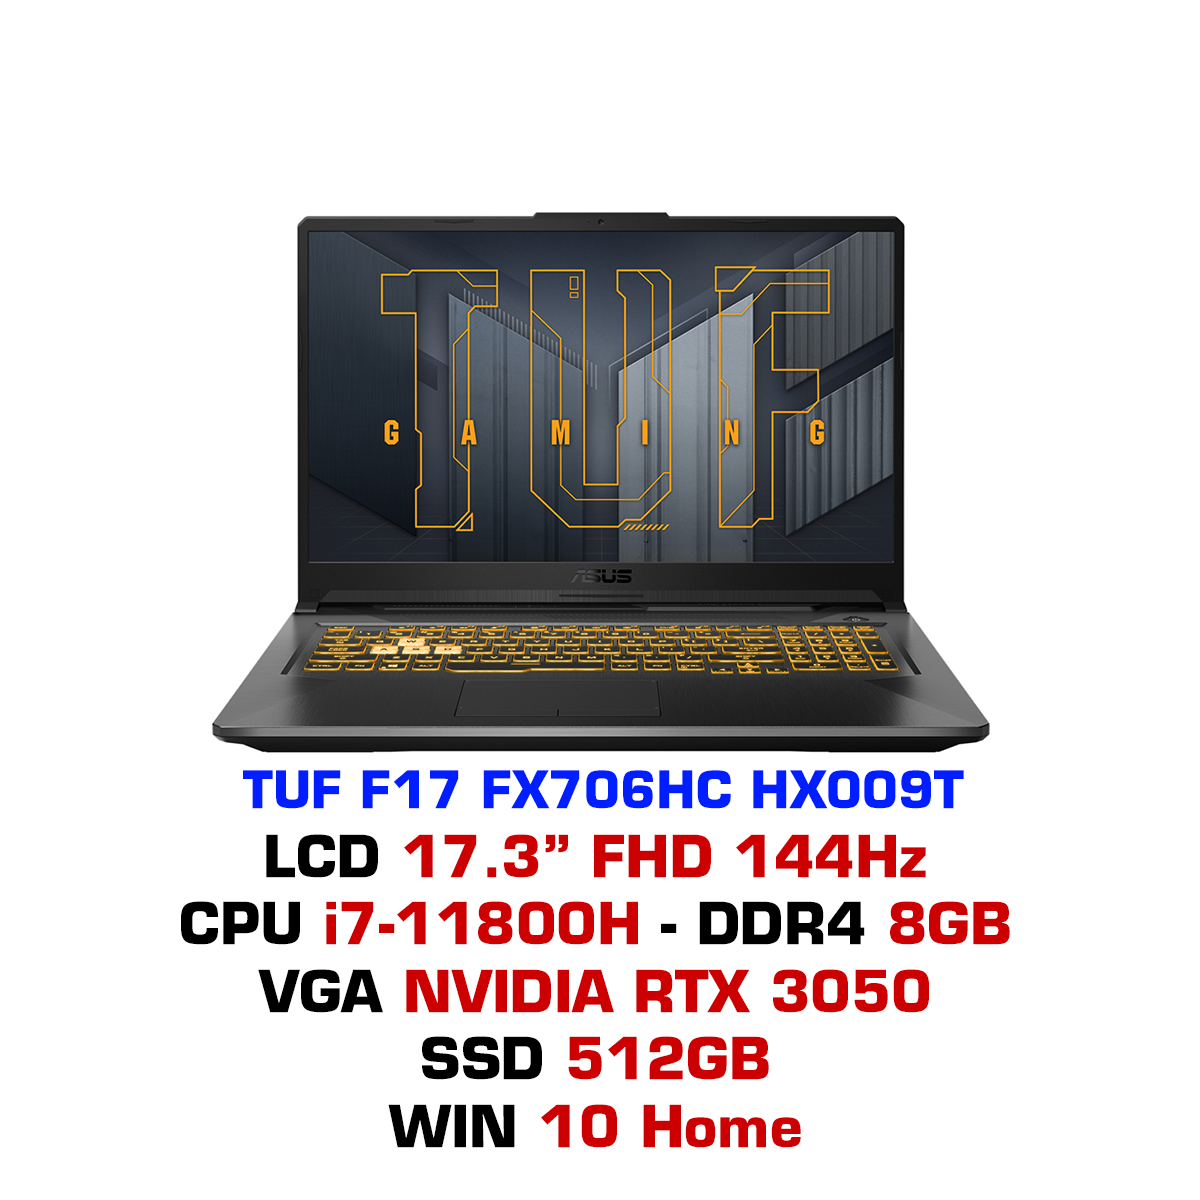 TUF
GAMING
ASUS
TUF F17 FX706HC HX009T
LCD 17.3” FHD 144Hz
CPU i7-11800H - DDR4 8GB
VGA NVIDIA RTX 3050
SSD 512GB
WIN 10 Home